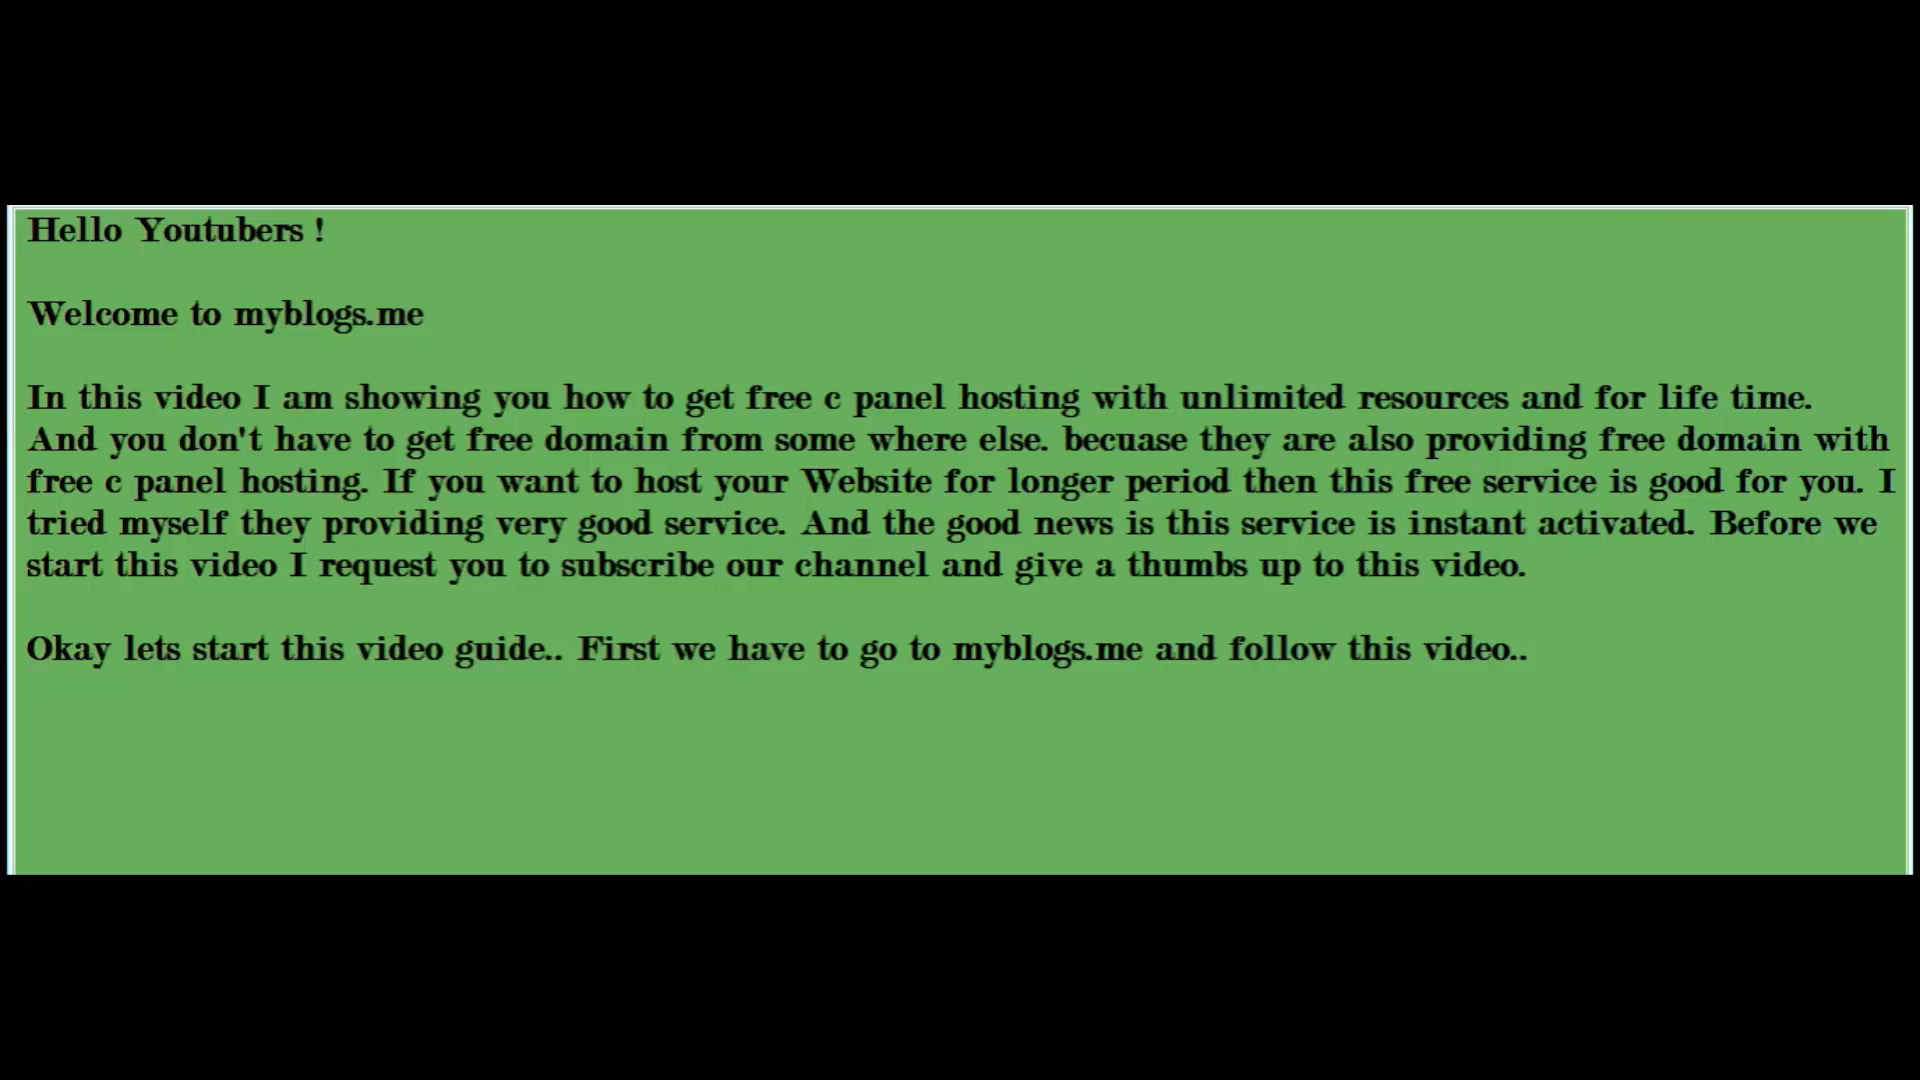 Hello Youtubers !
Welcome to myblogs.me
In this video I am showing you how to get free c panel hosting with unlimited resources and for life time.
And you don't have to get free domain from some where else. becuase they are also providing free domain with
free c panel hosting. If you want to host your Website for longer period then this free service is good for you. I
tried myself they providing very good service. And the good news is this service is instant activated. Before we
start this video I request you to subscribe our channel and give a thumbs up to this video.
Okay lets start this video guide.. First we have to go to myblogs.me and follow this video..